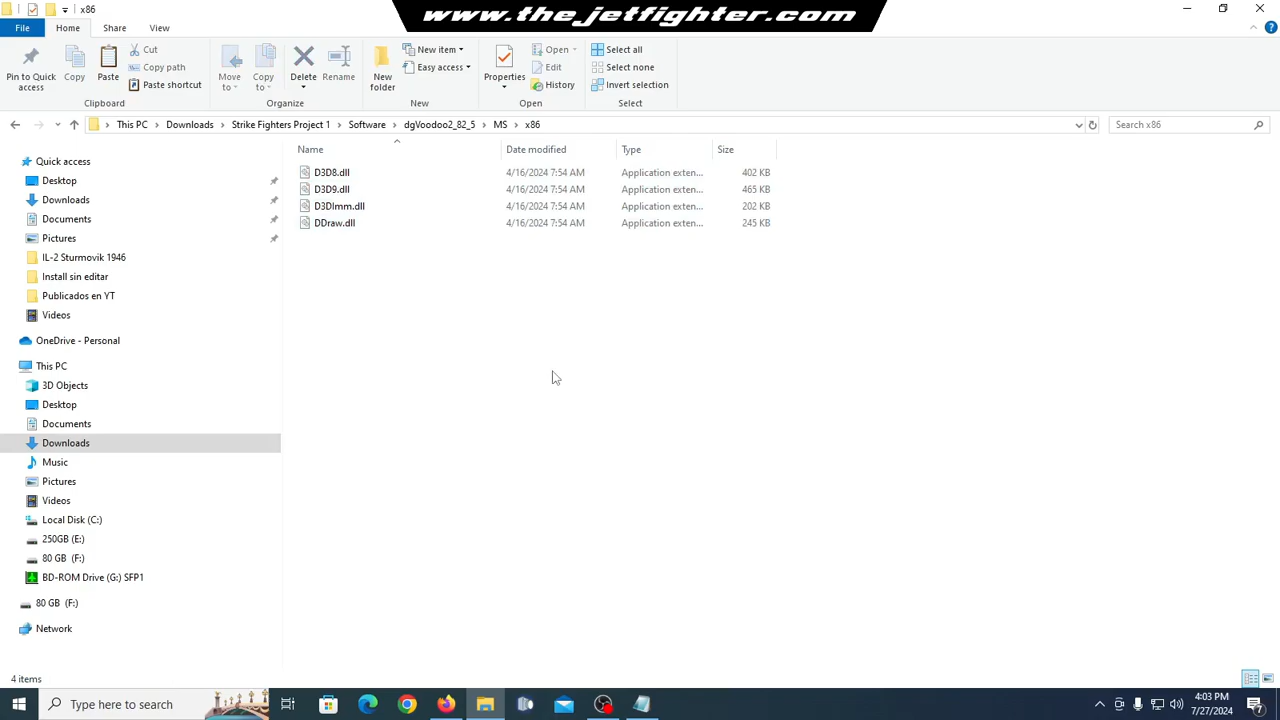 x86
www.thejetfighter.com
File
Home
Share
View
Pin to Quick access
Copy
Paste
Cut
Copy path
Paste shortcut
Clipboard
Move to
Copy to
Delete
Rename
Organize
New folder
New item
Easy access
New
Properties
Open
Edit
History
Open
Select all
Select none
Invert selection
Select
This PC > Downloads > Strike Fighters Project 1 > Software > dgVoodoo2_82_5 > MS > x86
Search x86
Name Date modified Type Size
D3D8.dll 4/16/2024 7:54 AM Application exten... 402 KB
D3D9.dll 4/16/2024 7:54 AM Application exten... 465 KB
D3DImm.dll 4/16/2024 7:54 AM Application exten... 202 KB
DDraw.dll 4/16/2024 7:54 AM Application exten... 245 KB
Quick access
Desktop
Downloads
Documents
Pictures
IL-2 Sturmovik 1946
Install sin editar
Publicados en YT
Videos
OneDrive - Personal
This PC
3D Objects
Desktop
Documents
Downloads
Music
Pictures
Videos
Local Disk (C:)
250GB (E:)
80 GB (F:)
BD-ROM Drive (G:) SFP1
80 GB (F:)
Network
4 items
Type here to search
4:03 PM
7/27/2024